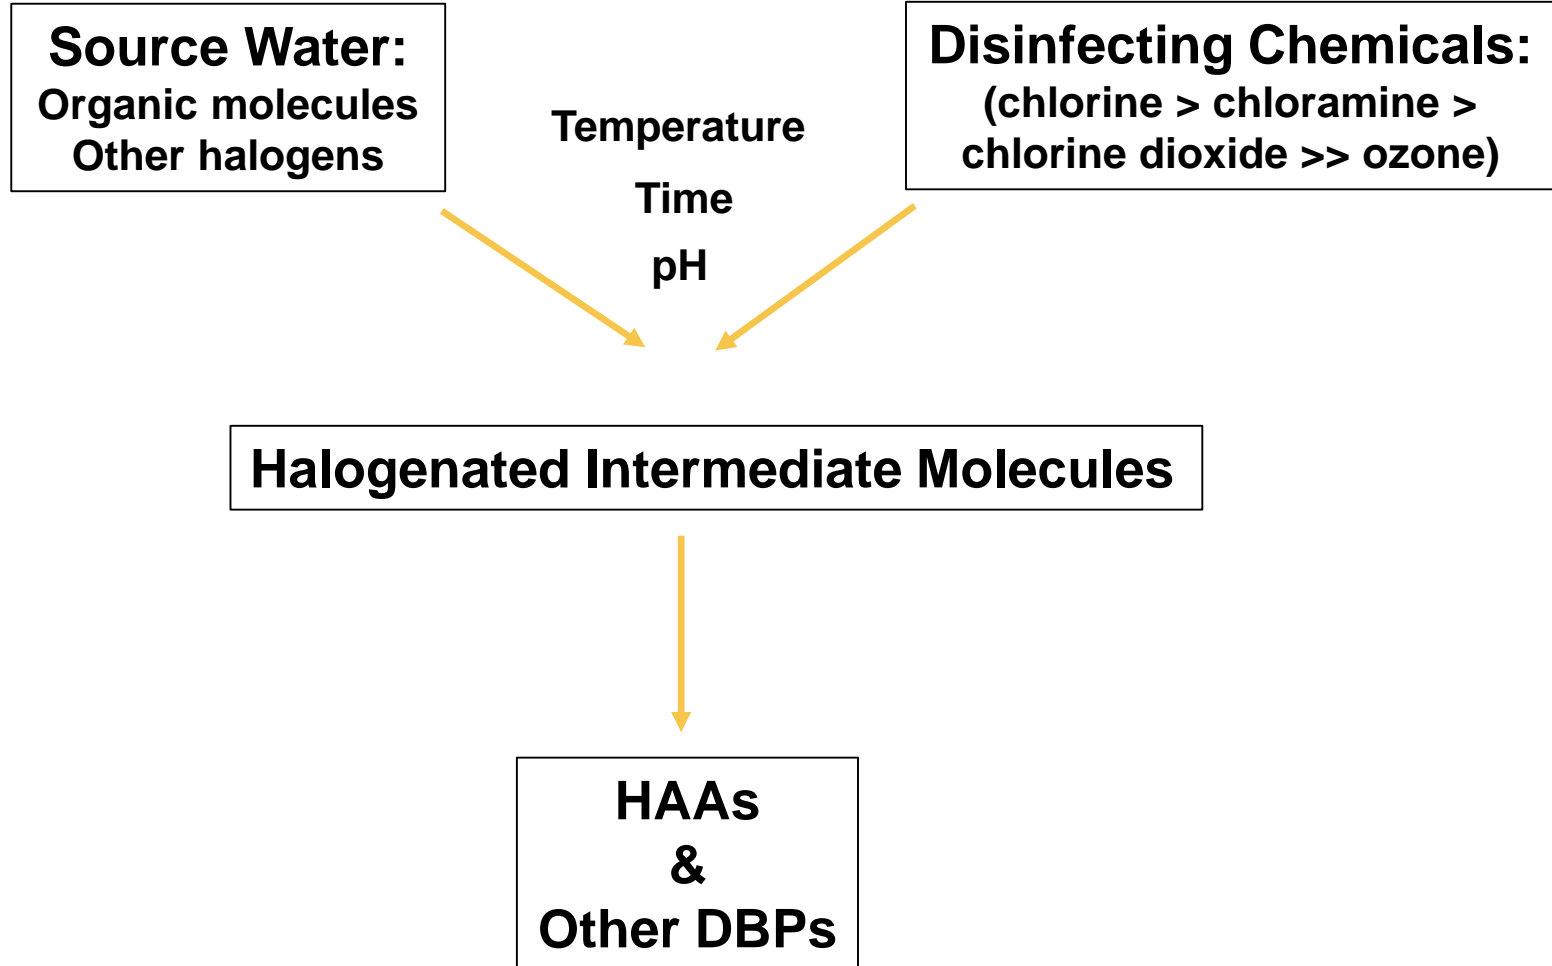 Source Water:
Organic molecules
Other halogens
Disinfecting Chemicals:
(chlorine > chloramine >
chlorine dioxide >> ozone)
Temperature
Time
pH
Halogenated Intermediate Molecules
HAAs
&
Other DBPs